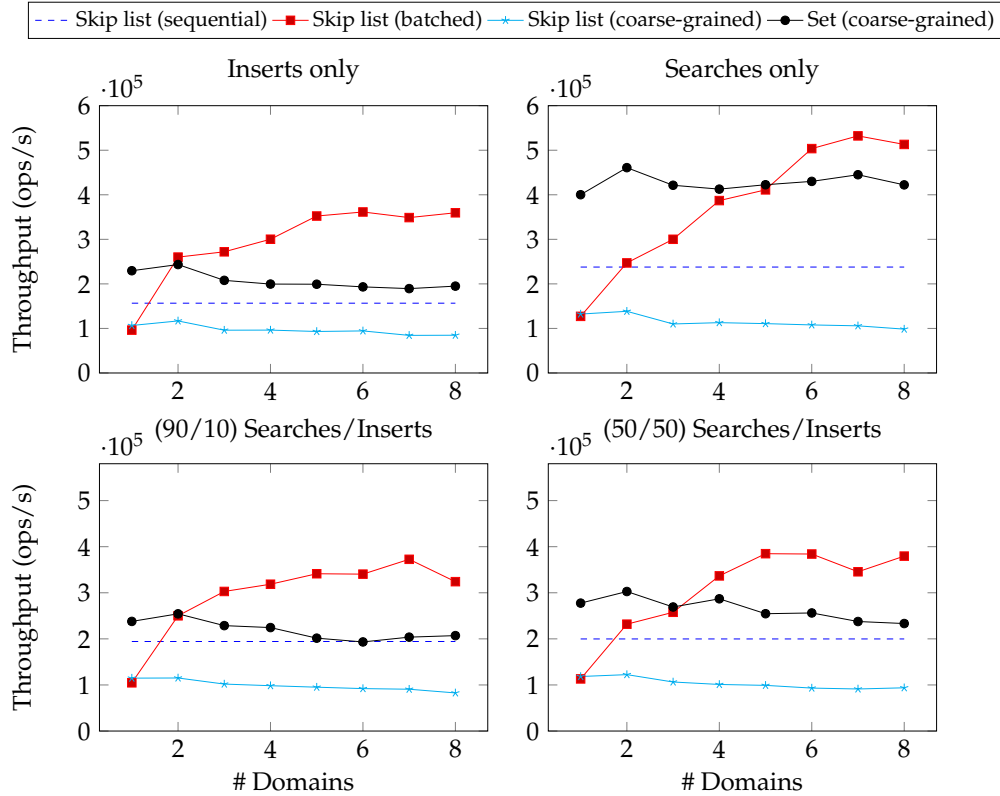 Skip list (sequential) Skip list (batched) Skip list (coarse-grained) Set (coarse-grained)
Inserts only
·10^5
Throughput (ops/s)
6
5
4
3
2
1
0
2 4 6 8
Searches only
·10^5
6
5
4
3
2
1
0
2 4 6 8
(90/10) Searches/Inserts
·10^5
Throughput (ops/s)
5
4
3
2
1
0
2 4 6 8
# Domains
(50/50) Searches/Inserts
·10^5
5
4
3
2
1
0
2 4 6 8
# Domains